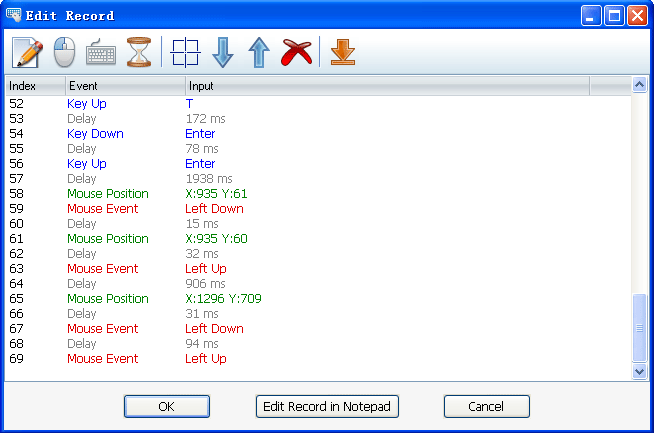 Edit Record
Index Event Input
52 Key Up T
53 Delay 172 ms
54 Key Down Enter
55 Delay 78 ms
56 Key Up Enter
57 Delay 1938 ms
58 Mouse Position X:935 Y:61
59 Mouse Event Left Down
60 Delay 15 ms
61 Mouse Position X:935 Y:60
62 Delay 32 ms
63 Mouse Event Left Up
64 Delay 906 ms
65 Mouse Position X:1296 Y:709
66 Delay 31 ms
67 Mouse Event Left Down
68 Delay 94 ms
69 Mouse Event Left Up
OK Edit Record in Notepad Cancel